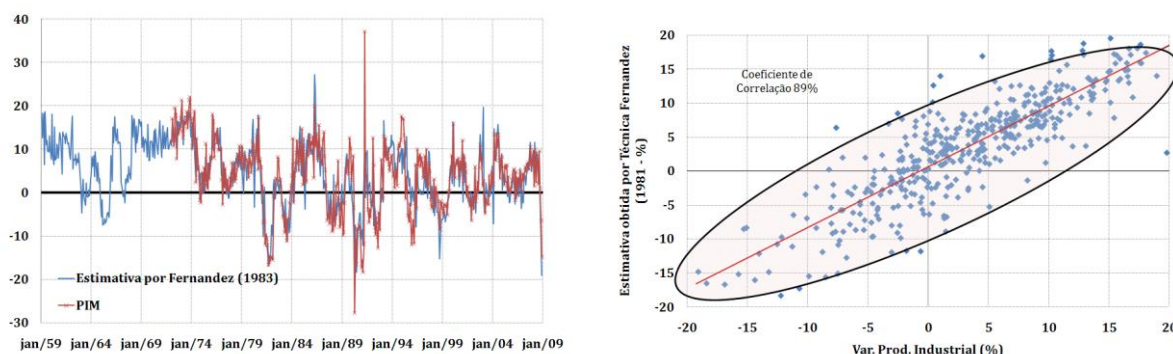 40
30
20
10
0
-10
-20
-30
Estimativa por Fernandez (1983)
PIM
jan/59 jan/64 jan/69 jan/74 jan/79 jan/84 jan/89 jan/94 jan/99 jan/04 jan/09
Estimativa obtida por Técnica Fernandez
(1981 - %)
20
15
10
5
0
-5
-10
-15
-20
Coeficiente de
Correlação 89%
-20 -15 -10 -5 0 5 10 15 20
Var. Prod. Industrial (%)